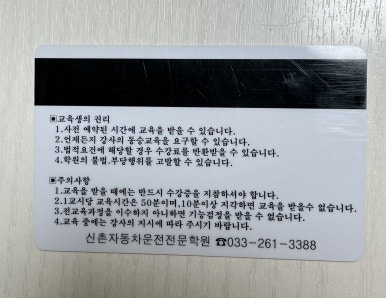 ▣교육생의 권리
1.사전 예약된 시간에 교육을 받을 수 있습니다.
2.언제든지 강사의 동승교육을 요구할 수 있습니다.
3.법적요건에 해당할 경우 수강료를 반환받을 수 있습니다.
4.학원의 불법,부당행위를 고발할 수 있습니다.
▣주의사항
1.교육을 받을 때에는 반드시 수강증을 지참하셔야 합니다.
2.1교시당 교육시간은 50분이며,10분이상 지각하면 교육을 받을수 없습니다.
3.전교육과정을 이수하지 아니하면 기능검정을 받을 수 없습니다.
4.교육 중에는 강사의 지시에 따라 주시기 바랍니다.
신촌자동차운전전문학원 ☎033-261-3388